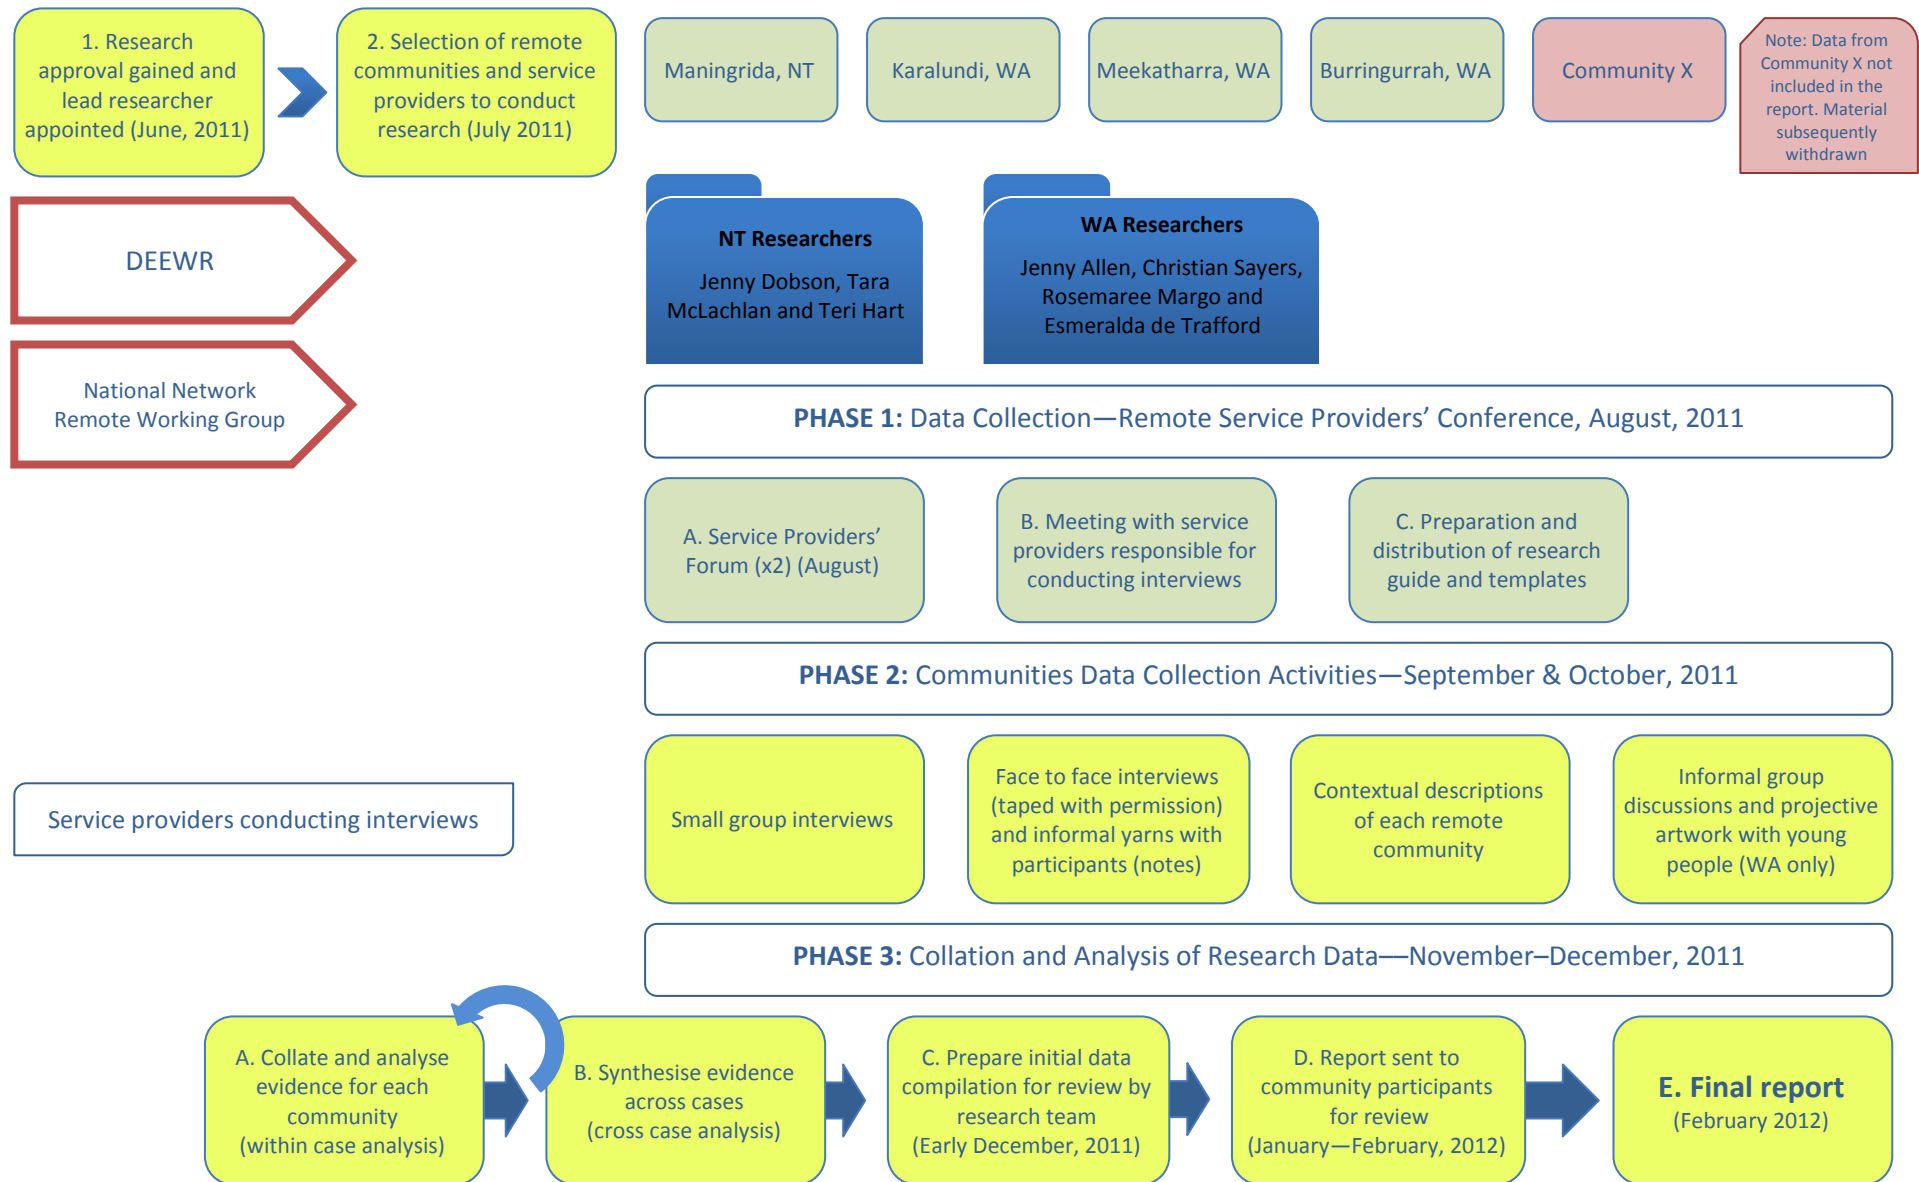 1. Research
approval gained and
lead researcher
appointed (June, 2011)
2. Selection of remote
communities and service
providers to conduct
research (July 2011)
Maningrida, NT
Karalundi, WA
Meekatharra, WA
Burringurrah, WA
Community X
Note: Data from
Community X not
included in the
report. Material
subsequently
withdrawn
DEEWR
National Network
Remote Working Group
NT Researchers
Jenny Dobson, Tara
McLachlan and Teri Hart
WA Researchers
Jenny Allen, Christian Sayers,
Rosemaree Margo and
Esmeralda de Trafford
PHASE 1: Data Collection—Remote Service Providers’ Conference, August, 2011
A. Service Providers’
Forum (x2) (August)
B. Meeting with service
providers responsible for
conducting interviews
C. Preparation and
distribution of research
guide and templates
PHASE 2: Communities Data Collection Activities—September & October, 2011
Service providers conducting interviews
Small group interviews
Face to face interviews
(taped with permission)
and informal yarns with
participants (notes)
Contextual descriptions
of each remote
community
Informal group
discussions and projective
artwork with young
people (WA only)
PHASE 3: Collation and Analysis of Research Data—November–December, 2011
A. Collate and analyse
evidence for each
community
(within case analysis)
B. Synthesise evidence
across cases
(cross case analysis)
C. Prepare initial data
compilation for review by
research team
(Early December, 2011)
D. Report sent to
community participants
for review
(January—February, 2012)
E. Final report
(February 2012)